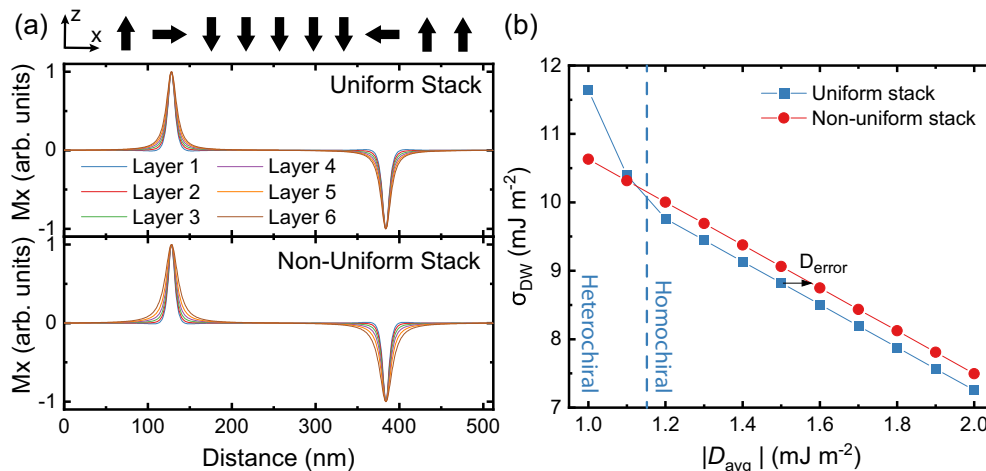 (a)
z
x
1
0
-1
Mx (arb. units)
Uniform Stack
Layer 1
Layer 2
Layer 3
Layer 4
Layer 5
Layer 6
1
0
-1
Mx (arb. units)
Non-Uniform Stack
0 100 200 300 400 500
Distance (nm)
(b)
12
11
10
9
8
7
σDW (mJ m-2)
Uniform stack
Non-uniform stack
Derror
Heterochiral
Homochiral
1.0 1.2 1.4 1.6 1.8 2.0
|Davg| (mJ m-2)